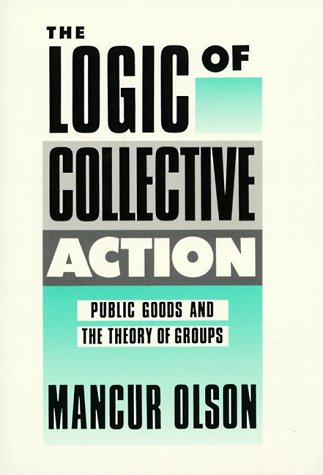 THE
LOGIC OF
COLLECTIVE
ACTION
PUBLIC GOODS AND
THE THEORY OF GROUPS
MANCUR OLSON